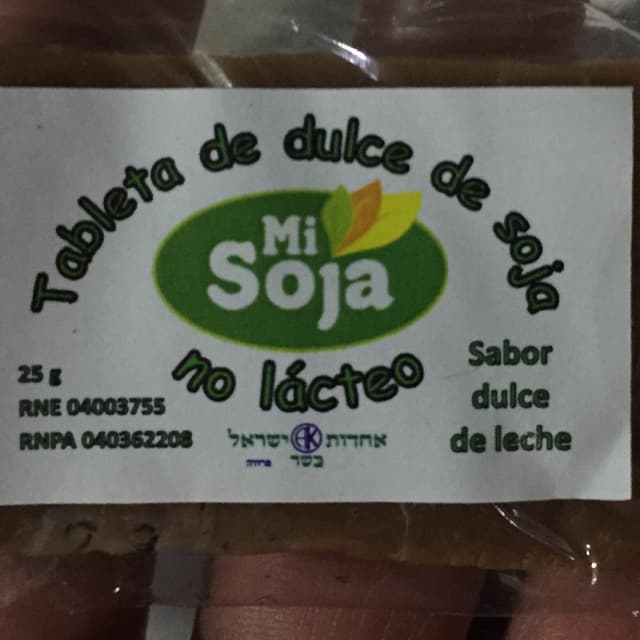 Tableta de dulce de soja
Mi
Soja
no lácteo
25 g
RNE 04003755
RNPA 040362208
Sabor
dulce
de leche
אחדות ישראל
בשר
פרווה